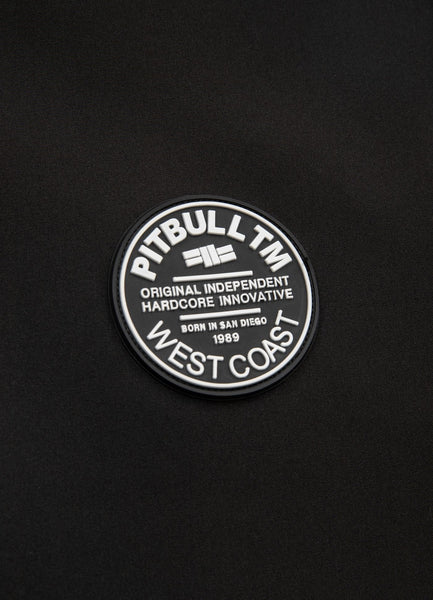 PITBULL TM
ORIGINAL INDEPENDENT
HARDCORE INNOVATIVE
BORN IN SAN DIEGO
1989
WEST COAST